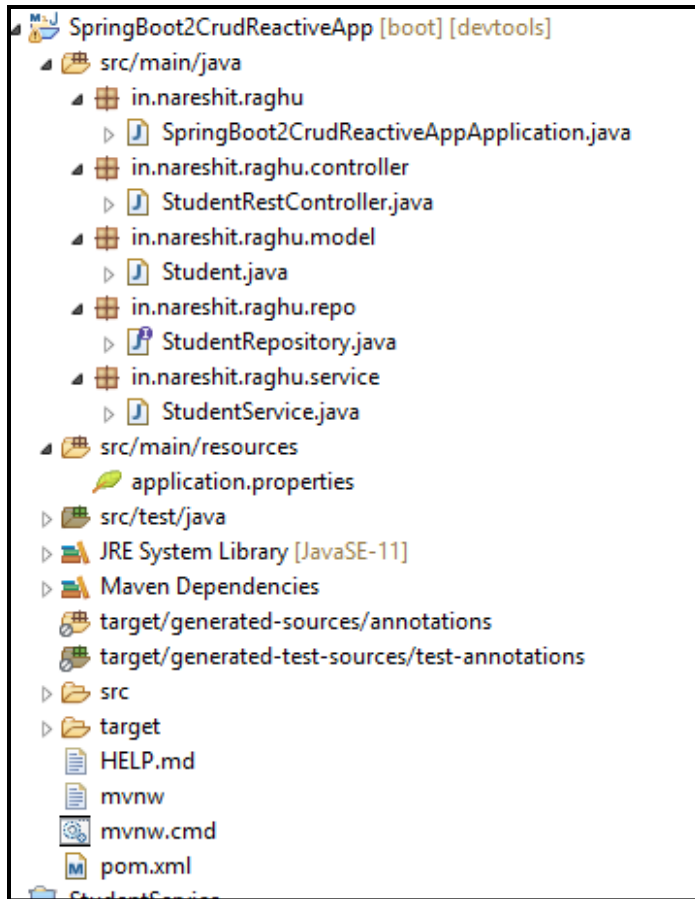 SpringBoot2CrudReactiveApp [boot] [devtools]
src/main/java
in.nareshit.raghu
SpringBoot2CrudReactiveAppApplication.java
in.nareshit.raghu.controller
StudentRestController.java
in.nareshit.raghu.model
Student.java
in.nareshit.raghu.repo
StudentRepository.java
in.nareshit.raghu.service
StudentService.java
src/main/resources
application.properties
src/test/java
JRE System Library [JavaSE-11]
Maven Dependencies
target/generated-sources/annotations
target/generated-test-sources/test-annotations
src
target
HELP.md
mvnw
mvnw.cmd
pom.xml